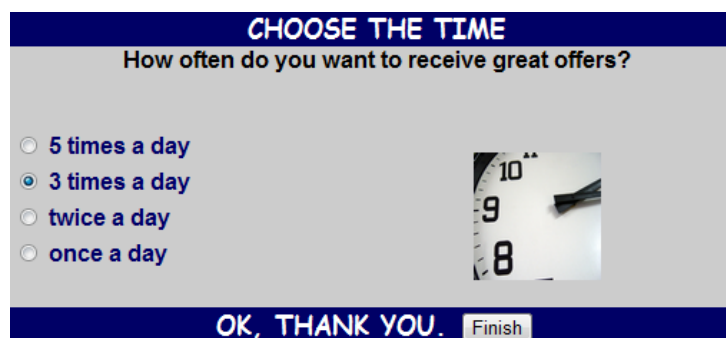 CHOOSE THE TIME
How often do you want to receive great offers?
5 times a day
3 times a day
twice a day
once a day
10
9
8
OK, THANK YOU. Finish